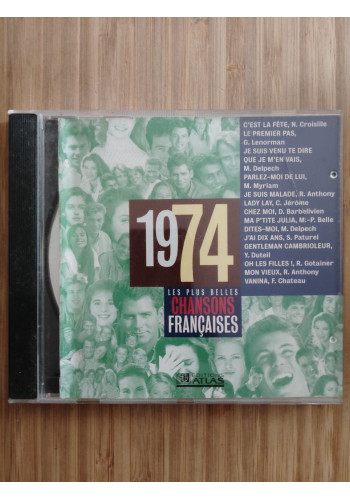 C'EST LA FÊTE, N. Croisille
LE PREMIER PAS,
G. Lenorman
JE SUIS VENU TE DIRE
QUE JE M'EN VAIS,
M. Delpech
PARLEZ-MOI DE LUI,
M. Myriam
JE SUIS MALADE, R. Anthony
LADY LAY, C. Jérôme
CHEZ MOI, D. Barbelivien
MA P'TITE JULIA, M.-P. Belle
DITES-MOI, M. Delpech
J'AI DIX ANS, S. Paturel
GENTLEMAN CAMBRIOLEUR,
Y. Duteil
OH LES FILLES !, R. Gotainer
MON VIEUX, R. Anthony
VANINA, F. Chateau
1974
LES PLUS BELLES
CHANSONS
FRANÇAISES
EDITIONS
ATLAS